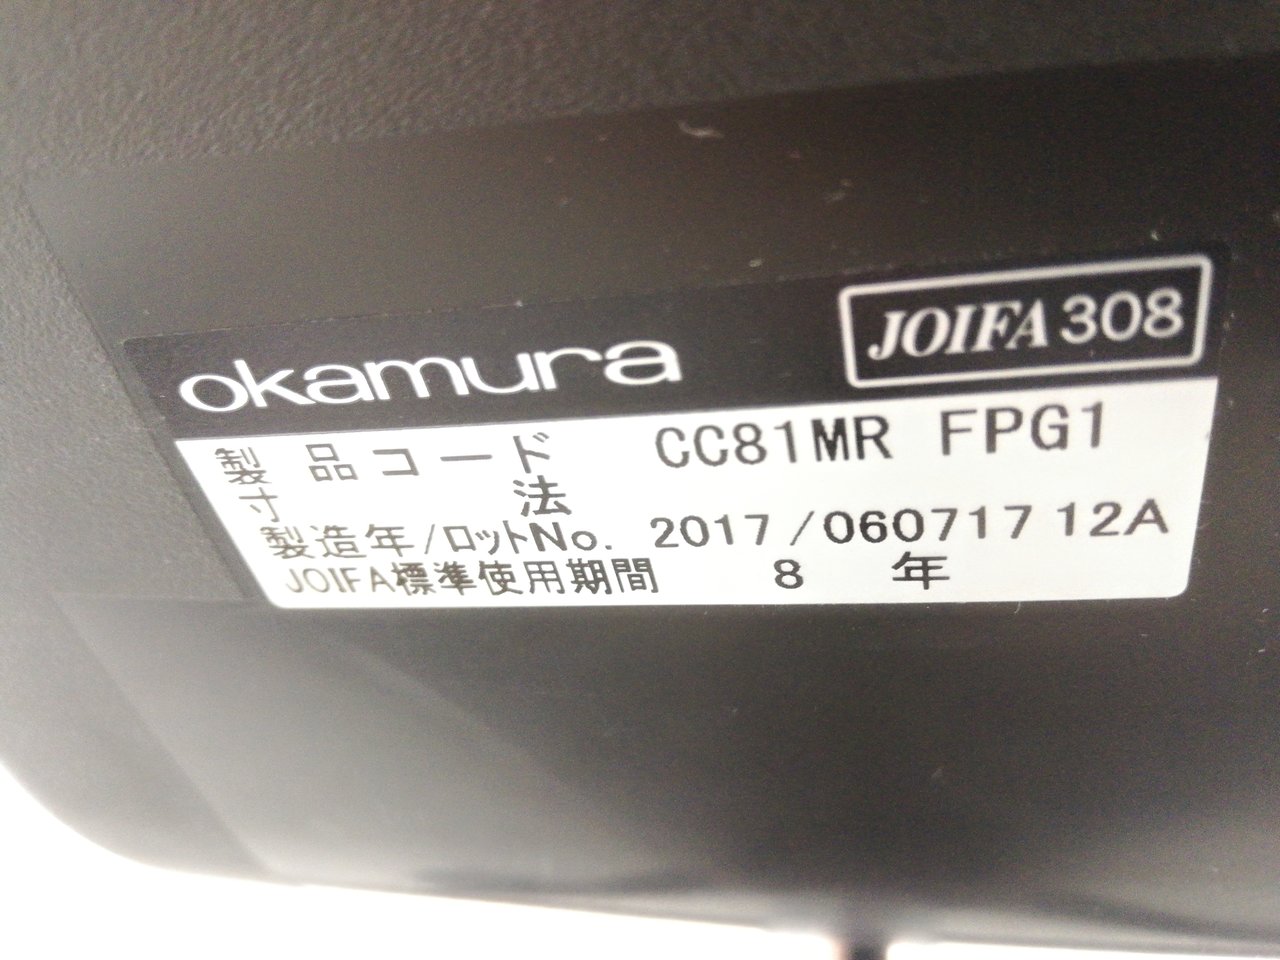 okamura JOIFA308
製品コード CC81MR FPG1
寸法
製造年/ロットNo. 2017/060717 12A
JOIFA標準使用期間 8年